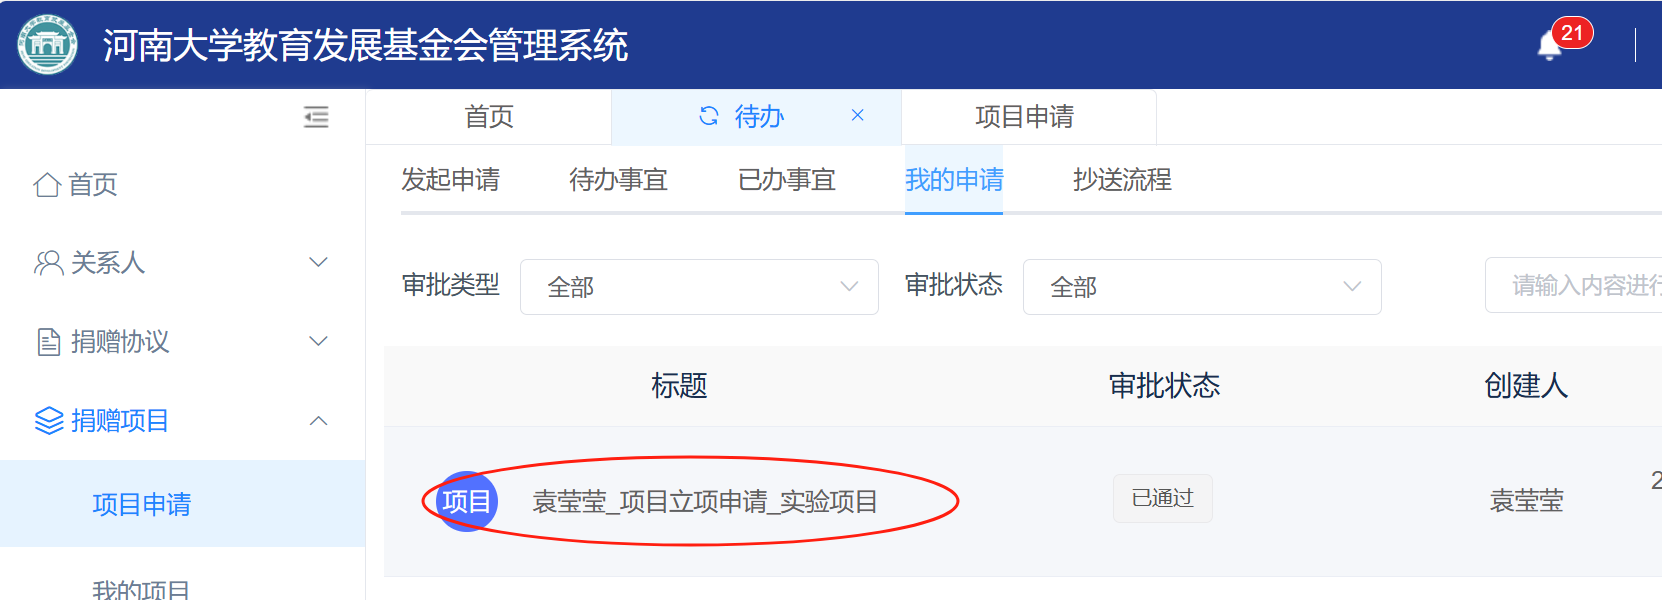 河南大学教育发展基金会管理系统
21
首页
待办
项目申请
首页
关系人
捐赠协议
捐赠项目
项目申请
我的项目
发起申请 待办事宜 已办事宜 我的申请 抄送流程
审批类型 全部 审批状态 全部 请输入内容进行
标题 审批状态 创建人
项目 袁莹莹_项目立项申请_实验项目 已通过 袁莹莹 2